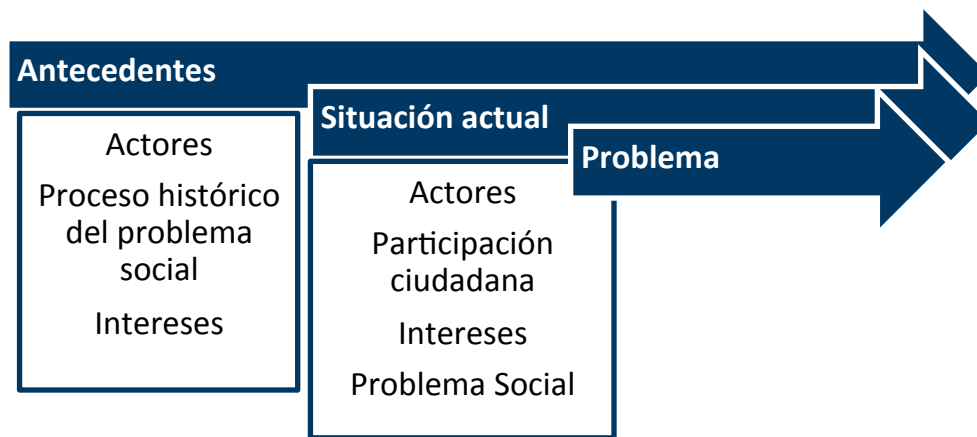 Antecedentes
Actores
Proceso histórico
del problema
social
Intereses
Situación actual
Actores
Participación
ciudadana
Intereses
Problema Social
Problema